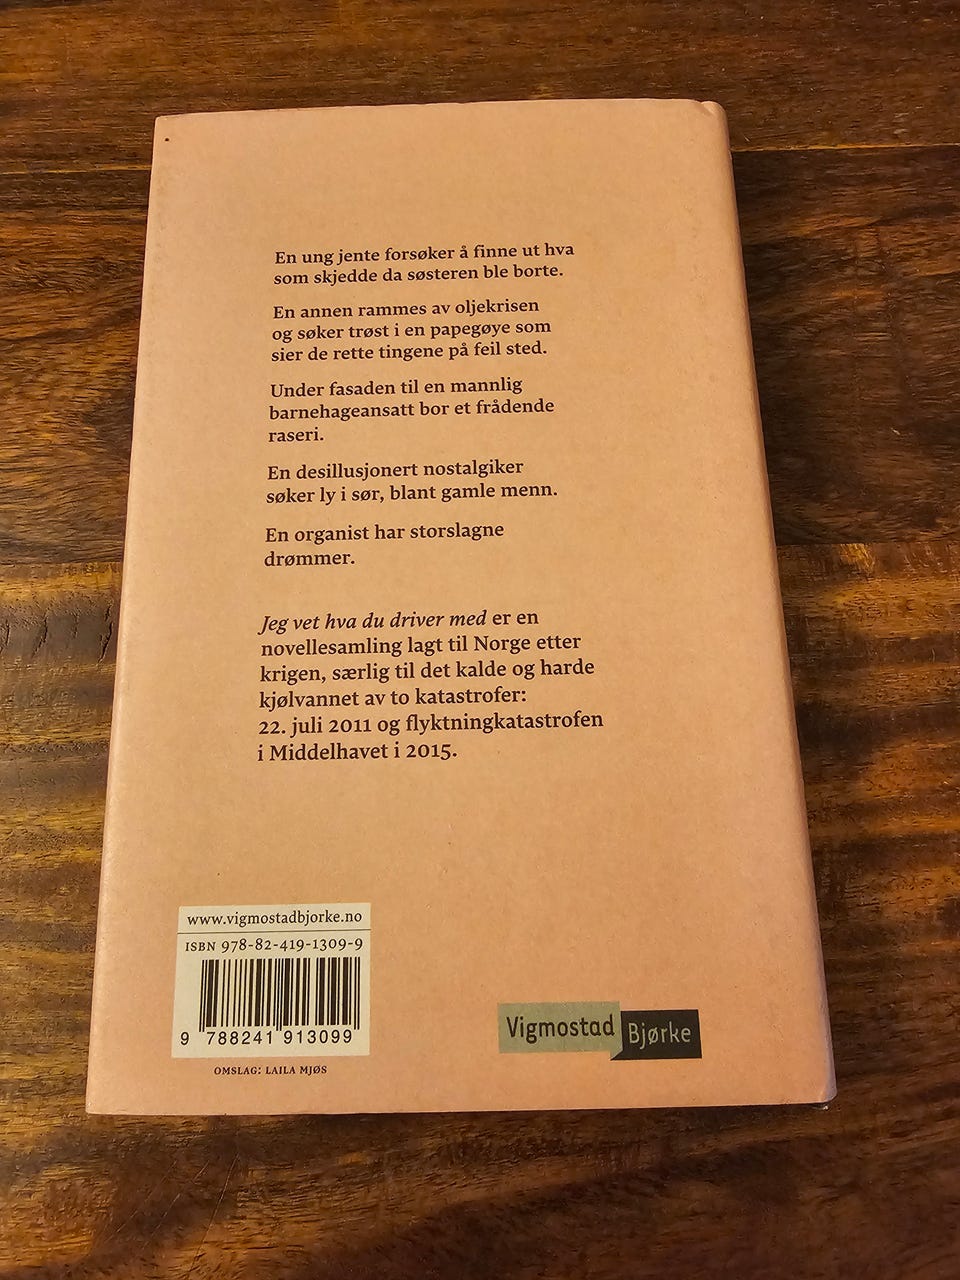 En ung jente forsøker å finne ut hva
som skjedde da søsteren ble borte.
En annen rammes av oljekrisen
og søker trøst i en papegøye som
sier de rette tingene på feil sted.
Under fasaden til en mannlig
barnehageansatt bor et frådende
raseri.
En desillusjonert nostalgiker
søker ly i sør, blant gamle menn.
En organist har storslagne
drømmer.
Jeg vet hva du driver med er en
novellesamling lagt til Norge etter
krigen, særlig til det kalde og harde
kjølvannet av to katastrofer:
22. juli 2011 og flyktningkatastrofen
i Middelhavet i 2015.
www.vigmostadbjorke.no
ISBN 978-82-419-1309-9
9 788241 913099
OMSLAG: LAILA MJØS
Vigmostad Bjørke